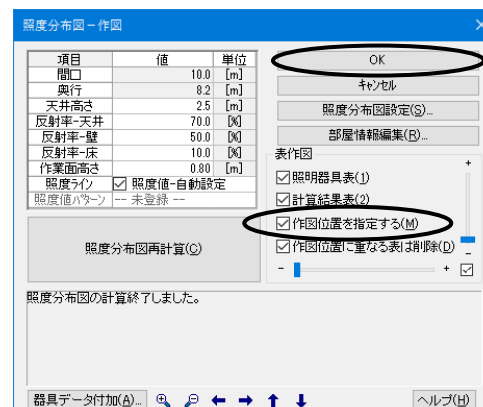 照度分布図－作図
項目 値 単位
間口 10.0 [m]
奥行 8.2 [m]
天井高さ 2.5 [m]
反射率-天井 70.0 [%]
反射率-壁 50.0 [%]
反射率-床 10.0 [%]
作業面高さ 0.80 [m]
照度ライン 照度値-自動設定
照度値パターン -- 未登録 --
照度分布図再計算(C)
OK
キャンセル
照度分布図設定(S)...
部屋情報編集(R)...
表作図
照明器具表(1)
計算結果表(2)
作図位置を指定する(M)
作図位置に重なる表は削除(D)
+
-
- +
照度分布図の計算終了しました。
器具データ付加(A)...
ヘルプ(H)